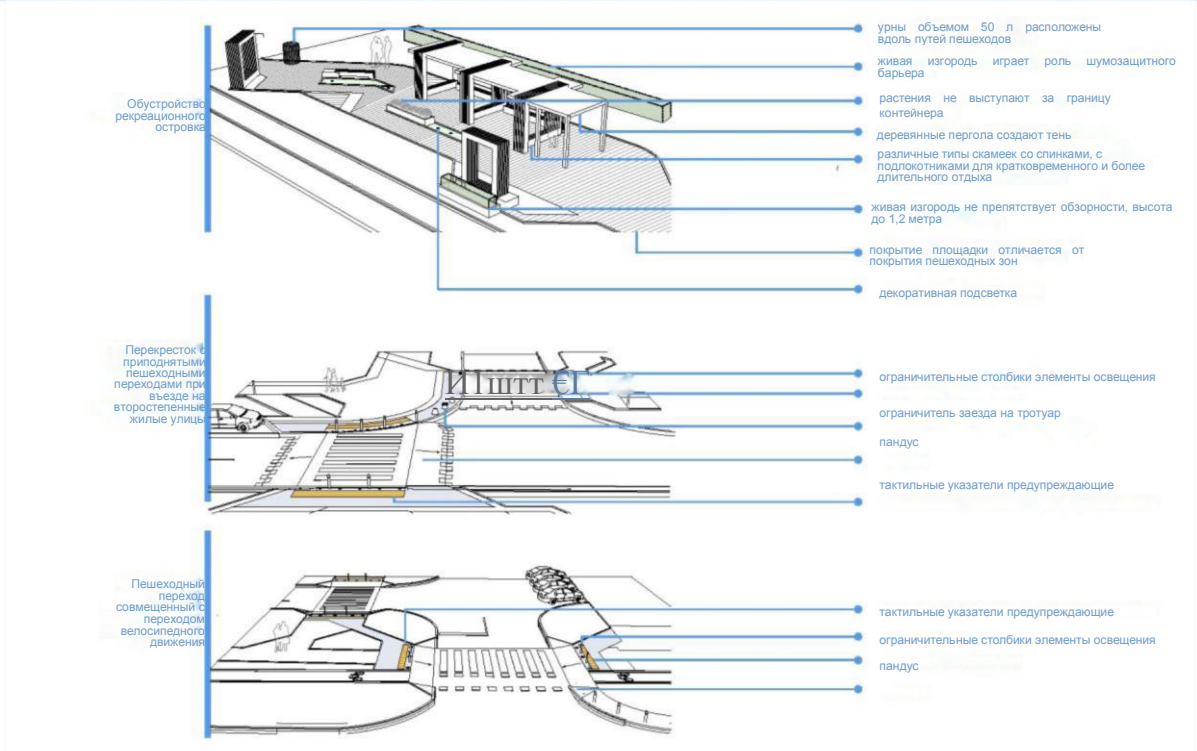 Обустройство
рекреационного
островка
урны объемом 50 л расположены
вдоль путей пешеходов
живая изгородь играет роль шумозащитного
барьера
растения не выступают за границу
контейнера
деревянные пергола создают тень
различные типы скамеек со спинками, с
подлокотниками для кратковременного и более
длительного отдыха
живая изгородь не препятствует обзорности, высота
до 1,2 метра
покрытие площадки отличается от
покрытия пешеходных зон
декоративная подсветка
Перекресток с
приподнятыми
пешеходными
переходами при
въезде на
второстепенные
жилые улицы
И1штт €Г
ограничительные столбики элементы освещения
ограничитель заезда на тротуар
пандус
тактильные указатели предупреждающие
Пешеходный
переход
совмещенный с
переходом
велосипедного
движения
тактильные указатели предупреждающие
ограничительные столбики элементы освещения
пандус